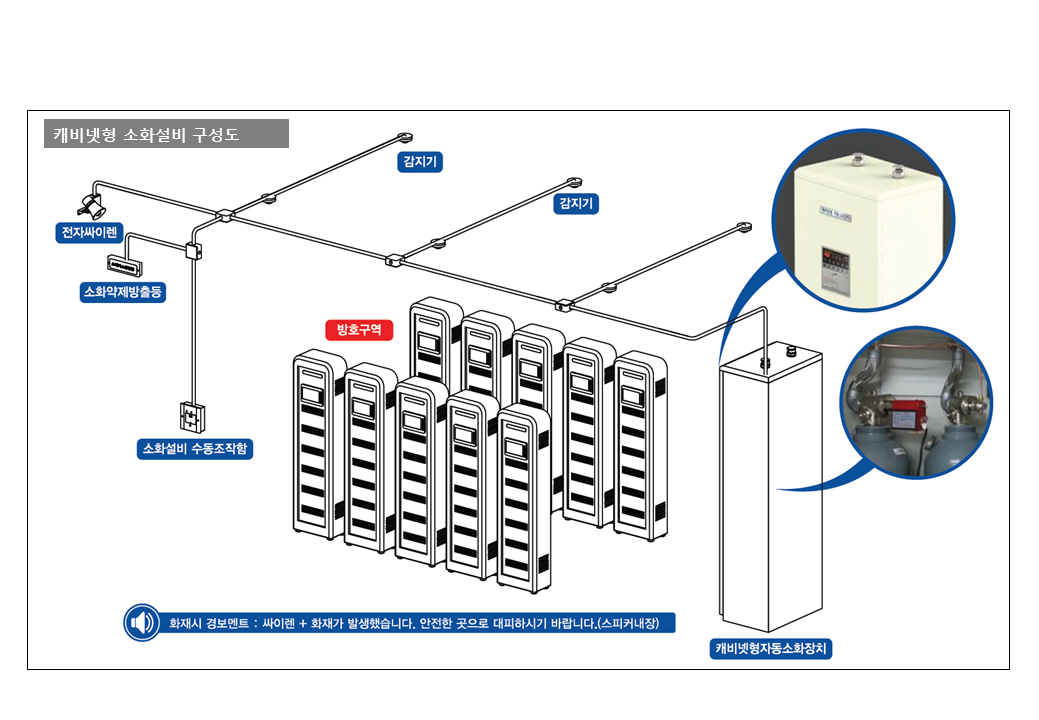 캐비넷형 소화설비 구성도
감지기
감지기
전자싸이렌
소화약제방출등
방호구역
소화설비 수동조작함
화재시 경보멘트 : 싸이렌 + 화재가 발생했습니다. 안전한 곳으로 대피하시기 바랍니다.(스피커내장)
캐비넷형자동소화장치